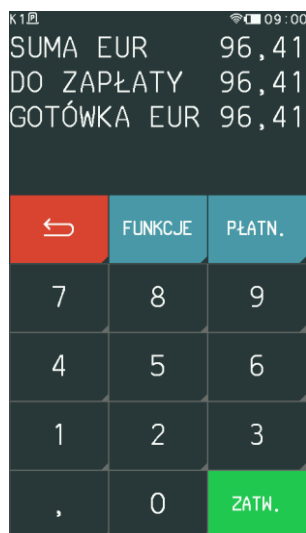 K1 P 09:00
SUMA EUR 96,41
DO ZAPŁATY 96,41
GOTÓWKA EUR 96,41
FUNKCJE PŁATN.
7 8 9
4 5 6
1 2 3
, 0 ZATW.